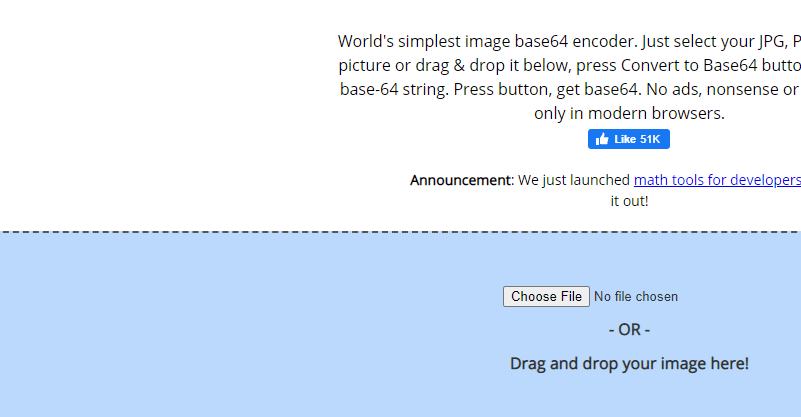 World's simplest image base64 encoder. Just select your JPG, P
picture or drag & drop it below, press Convert to Base64 butto
base-64 string. Press button, get base64. No ads, nonsense or
only in modern browsers.
Like 51K
Announcement: We just launched math tools for developers
it out!
Choose File No file chosen
- OR -
Drag and drop your image here!